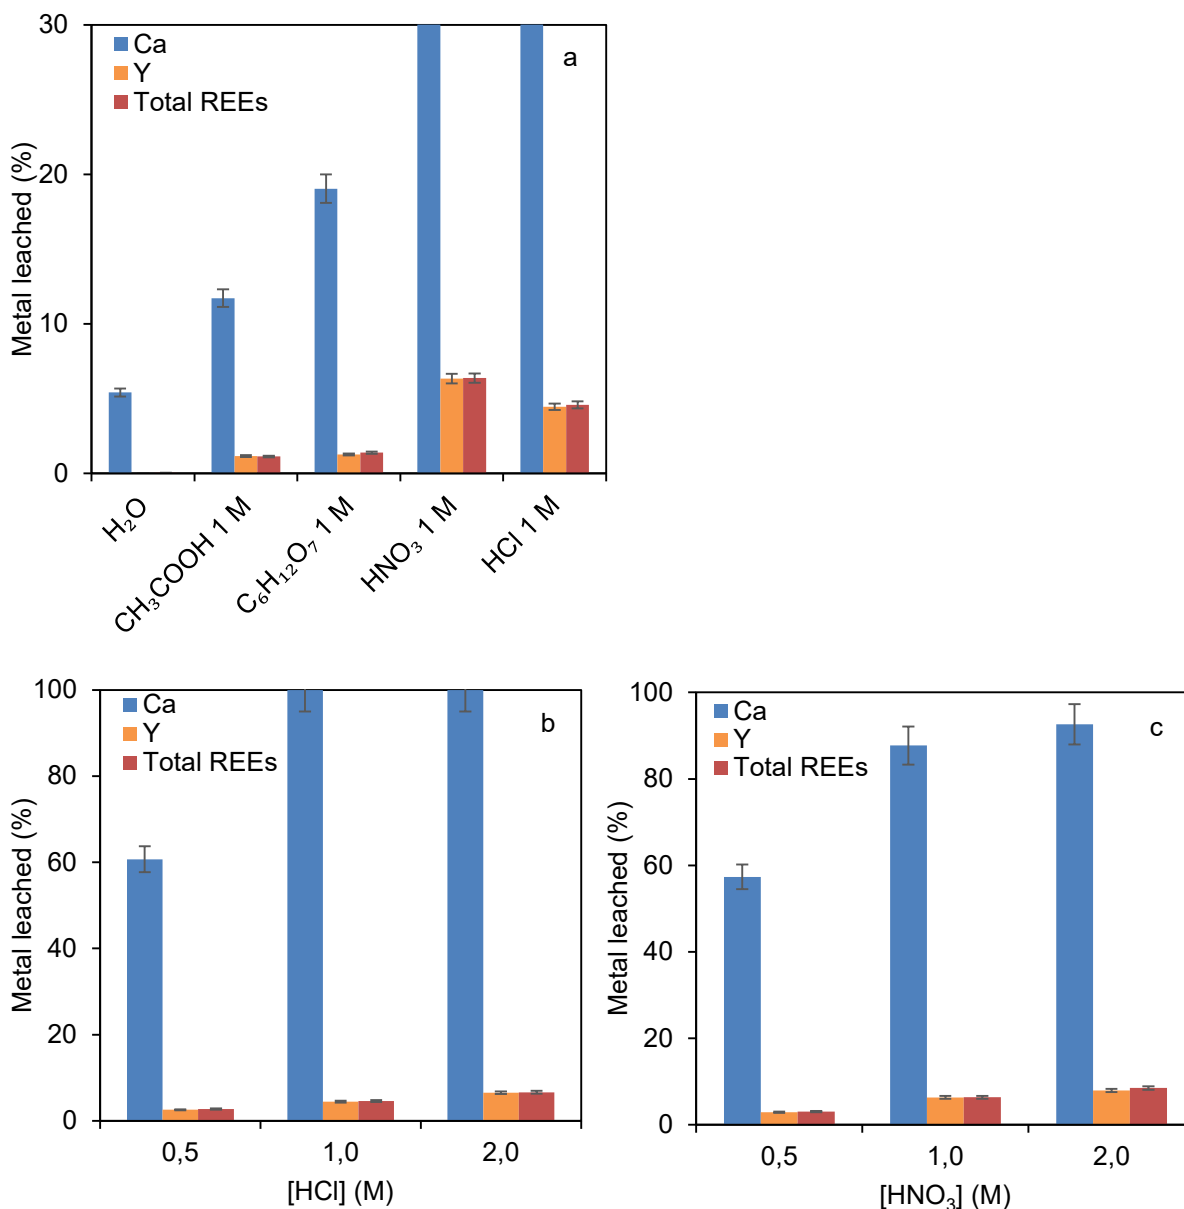 30
20
10
0
Metal leached (%)
Ca
Y
Total REEs
a
H₂O
CH₃COOH 1 M
C₆H₁₂O₇ 1 M
HNO₃ 1 M
HCl 1 M
100
80
60
40
20
0
Metal leached (%)
Ca
Y
Total REEs
b
0,5
1,0
2,0
[HCl] (M)
100
80
60
40
20
0
Metal leached (%)
Ca
Y
Total REEs
c
0,5
1,0
2,0
[HNO₃] (M)